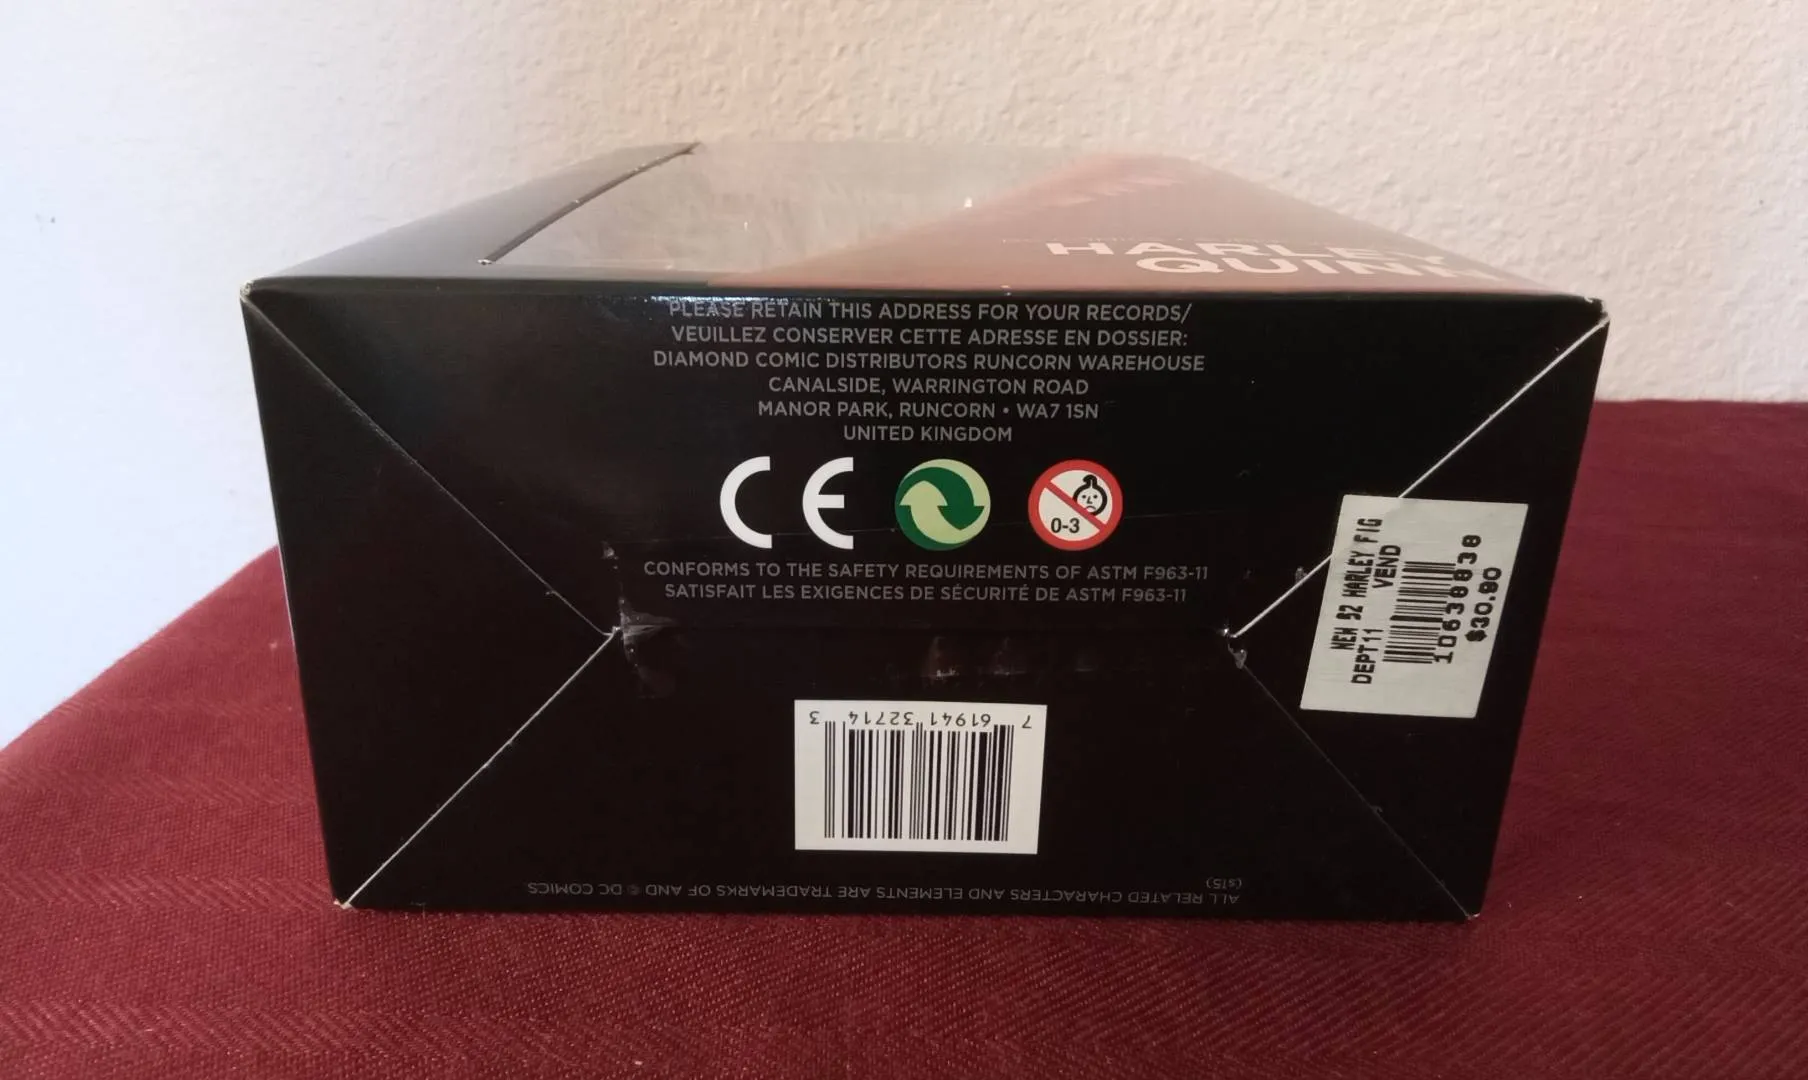 HARLEY
QUINN
PLEASE RETAIN THIS ADDRESS FOR YOUR RECORDS/
VEUILLEZ CONSERVER CETTE ADRESSE EN DOSSIER:
DIAMOND COMIC DISTRIBUTORS RUNCORN WAREHOUSE
CANALSIDE, WARRINGTON ROAD
MANOR PARK, RUNCORN • WA7 1SN
UNITED KINGDOM
CE
0-3
CONFORMS TO THE SAFETY REQUIREMENTS OF ASTM F963-11
SATISFAIT LES EXIGENCES DE SÉCURITÉ DE ASTM F963-11
NEW 52 HARLEY FIG
DEPT11 VEND
10638838
$30.90
7 61941 32714 3
ALL RELATED CHARACTERS AND ELEMENTS ARE TRADEMARKS OF AND © DC COMICS
(s15)